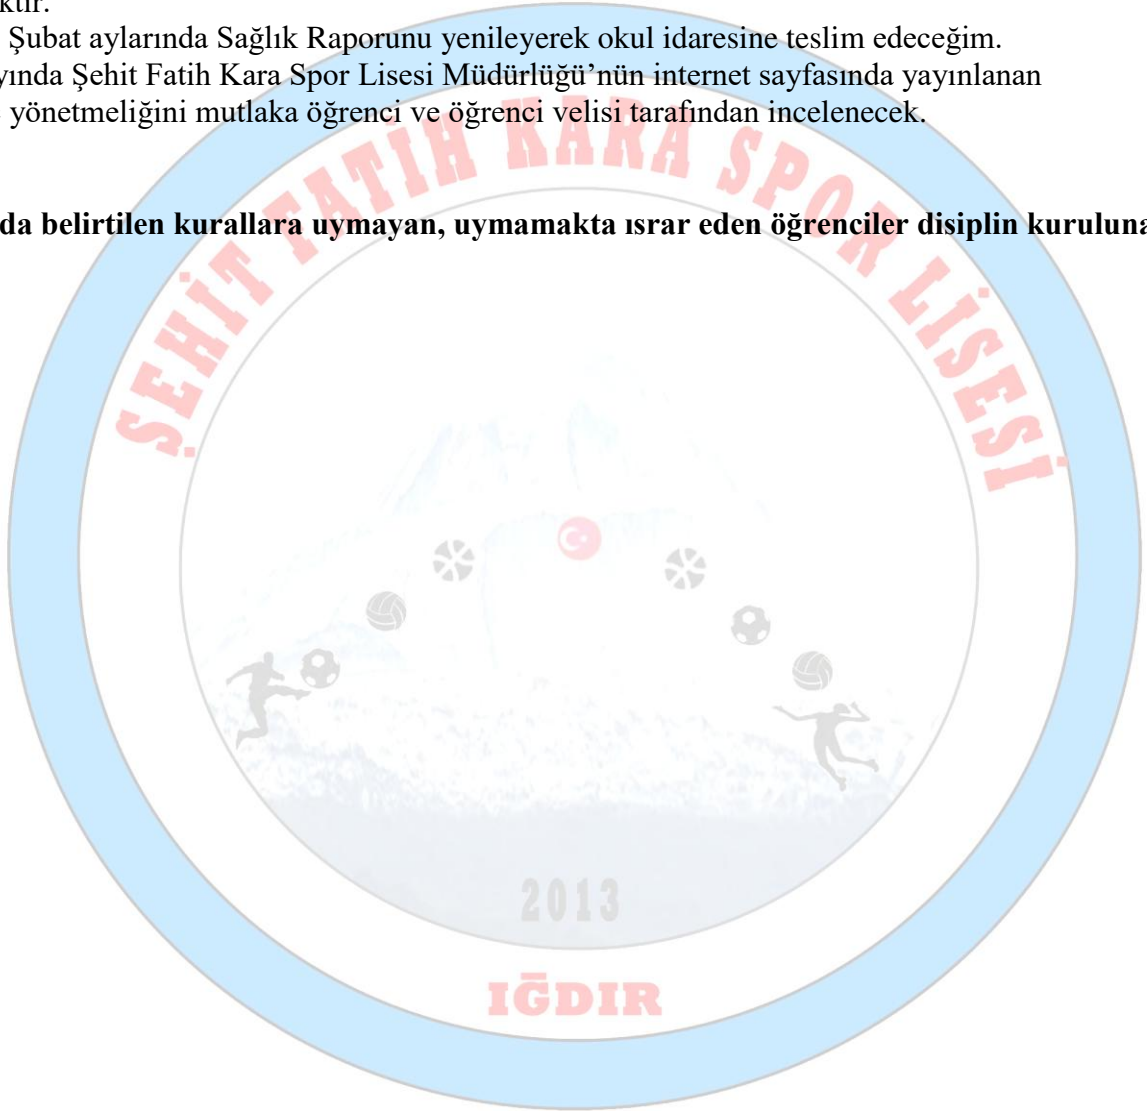 ktır.
Şubat aylarında Sağlık Raporunu yenileyerek okul idaresine teslim edeceğim.
yında Şehit Fatih Kara Spor Lisesi Müdürlüğü’nün internet sayfasında yayınlanan
yönetmeliğini mutlaka öğrenci ve öğrenci velisi tarafından incelenecek.
da belirtilen kurallara uymayan, uymamakta ısrar eden öğrenciler disiplin kuruluna
ŞEHİT FATİH KARA SPOR LİSESİ
2013
IĞDIR